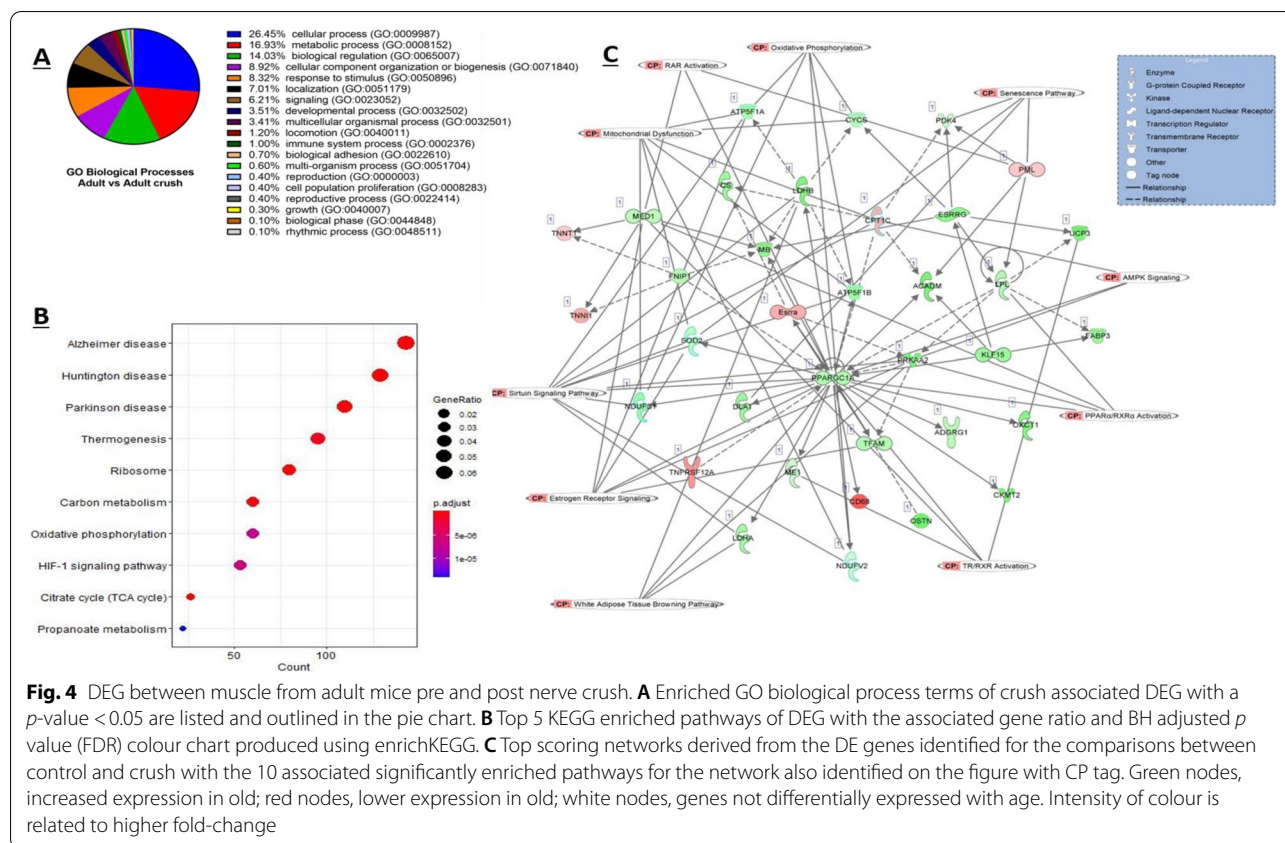 A
GO Biological Processes
Adult vs Adult crush
26.45% cellular process (GO:0009987)
16.93% metabolic process (GO:0008152)
14.03% biological regulation (GO:0065007)
8.92% cellular component organization or biogenesis (GO:0071840)
8.32% response to stimulus (GO:0050896)
7.01% localization (GO:0051179)
6.21% signaling (GO:0023052)
3.51% developmental process (GO:0032502)
3.41% multicellular organismal process (GO:0032501)
1.20% locomotion (GO:0040011)
1.00% immune system process (GO:0002376)
0.70% biological adhesion (GO:0022610)
0.60% multi-organism process (GO:0051704)
0.40% reproduction (GO:0000003)
0.40% cell population proliferation (GO:0008283)
0.40% reproductive process (GO:0022414)
0.30% growth (GO:0040007)
0.10% biological phase (GO:0044848)
0.10% rhythmic process (GO:0048511)
B
Alzheimer disease
Huntington disease
Parkinson disease
Thermogenesis
Ribosome
Carbon metabolism
Oxidative phosphorylation
HIF-1 signaling pathway
Citrate cycle (TCA cycle)
Propanoate metabolism
50
100
Count
GeneRatio
0.02
0.03
0.04
0.05
0.06
p.adjust
5e-06
1e-05
C
CP: Oxidative Phosphorylation
CP: RAR Activation
CP: Senescence Pathway
CP: Mitochondrial Dysfunction
ATP5F1A
CYCS
PDK4
PML
CS
LDHB
CPT1C
ESRRG
MED1
TNNT1
MB
UCP3
FNIP1
ATP5F1B
ACADM
LPL
CP: AMPK Signaling
TNNI1
Esrra
SOD2
FABP3
KLF15
PRKAA2
PPARGC1A
CP: Sirtuin Signaling Pathway
NDUFS1
DLAT
ADGRG1
OXCT1
CP: PPARα/RXRα Activation
TFAM
TNFRSF12A
ME1
CD68
CKMT2
CP: Estrogen Receptor Signaling
OSTN
LDHA
NDUFV2
CP: TR/RXR Activation
CP: White Adipose Tissue Browning Pathway
Legend
Enzyme
G-protein Coupled Receptor
Kinase
Ligand-dependent Nuclear Receptor
Transcription Regulator
Transmembrane Receptor
Transporter
Other
Tag node
Relationship
Relationship
Fig. 4 DEG between muscle from adult mice pre and post nerve crush. A Enriched GO biological process terms of crush associated DEG with a
p-value < 0.05 are listed and outlined in the pie chart. B Top 5 KEGG enriched pathways of DEG with the associated gene ratio and BH adjusted p
value (FDR) colour chart produced using enrichKEGG. C Top scoring networks derived from the DE genes identified for the comparisons between
control and crush with the 10 associated significantly enriched pathways for the network also identified on the figure with CP tag. Green nodes,
increased expression in old; red nodes, lower expression in old; white nodes, genes not differentially expressed with age. Intensity of colour is
related to higher fold-change